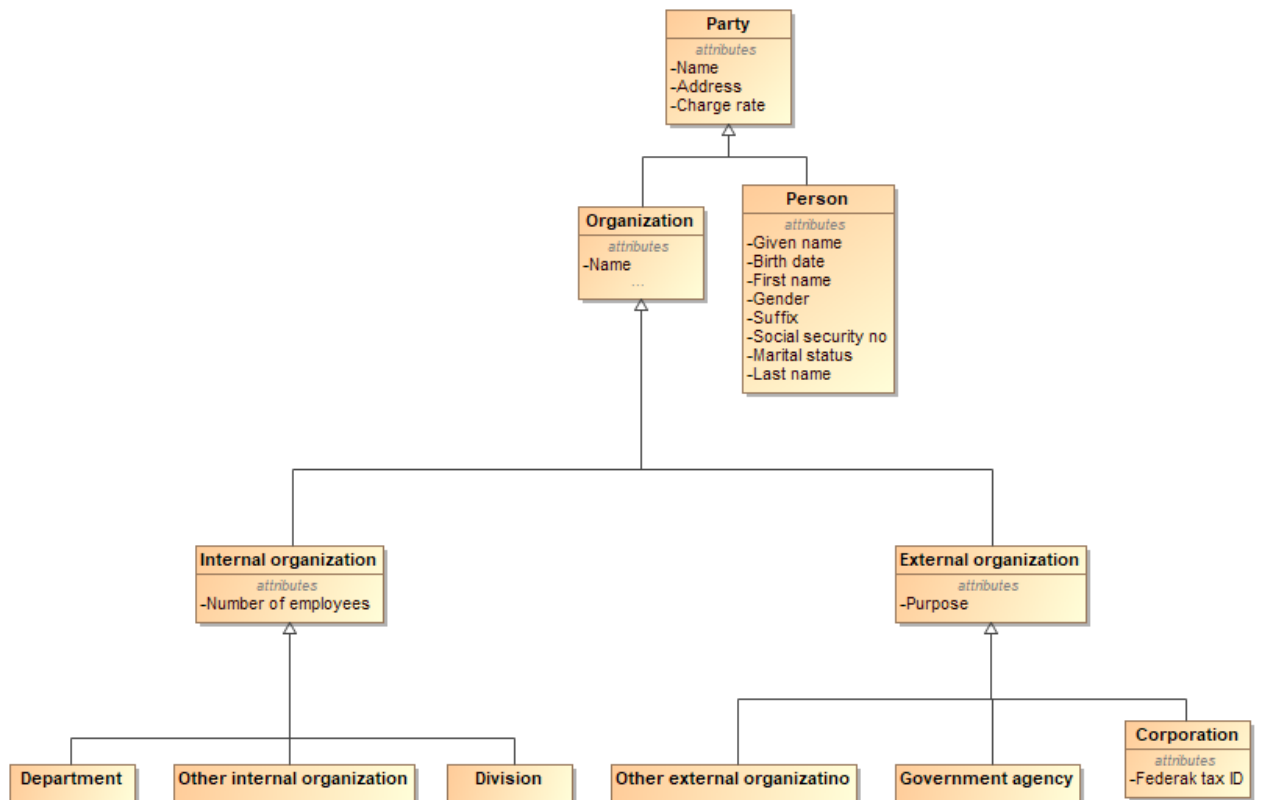 Party
attributes
-Name
-Address
-Charge rate
Organization
attributes
-Name
...
Person
attributes
-Given name
-Birth date
-First name
-Gender
-Suffix
-Social security no
-Marital status
-Last name
Internal organization
attributes
-Number of employees
External organization
attributes
-Purpose
Department
Other internal organization
Division
Other external organizatino
Government agency
Corporation
attributes
-Federak tax ID